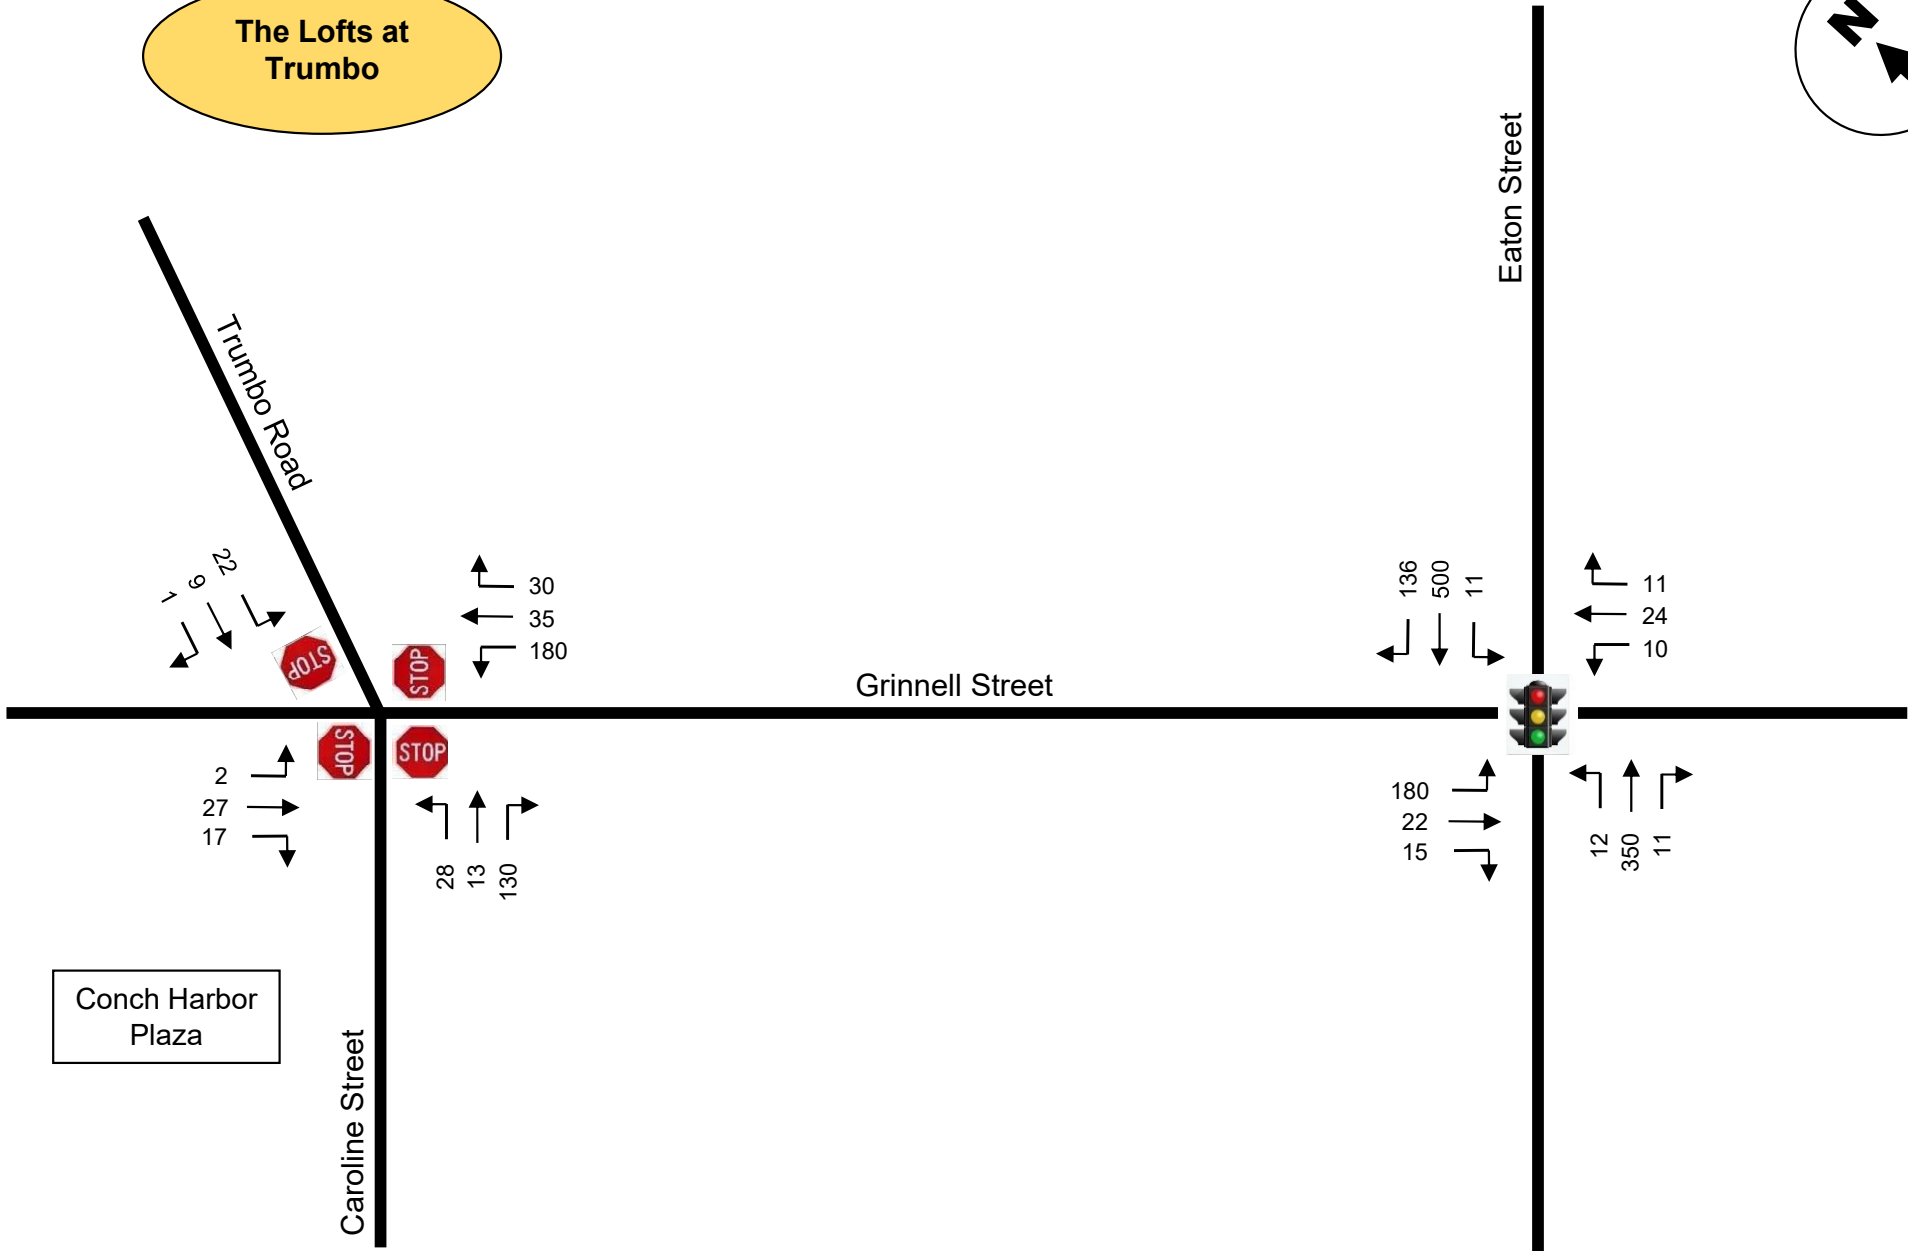 The Lofts at
Trumbo
N
Eaton Street
Trumbo Road
1
9
22
30
35
180
136
500
11
11
24
10
STOP
STOP
Grinnell Street
STOP
STOP
2
27
17
28
13
130
180
22
15
12
350
11
Conch Harbor
Plaza
Caroline Street